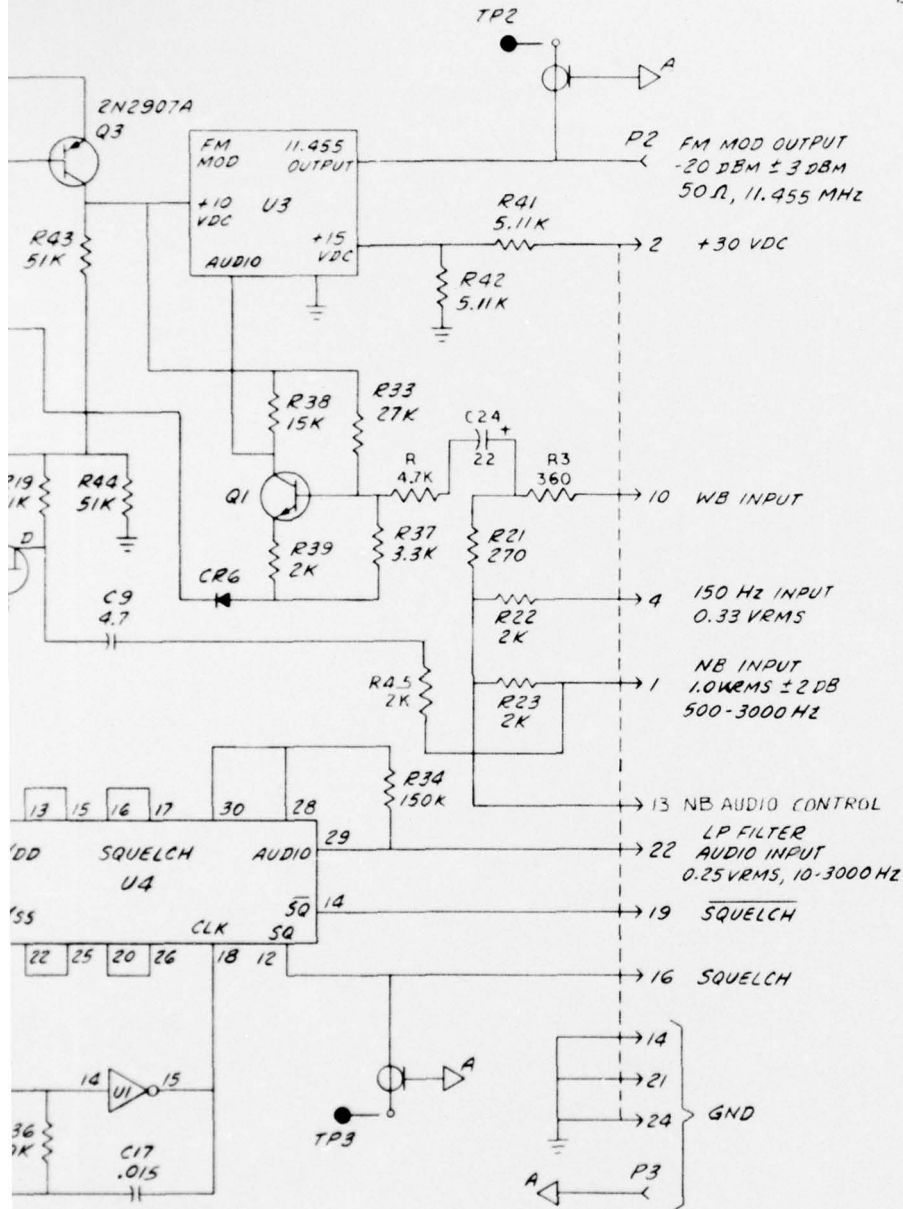 TP2
A
2N2907A
Q3
FM MOD
11.455 OUTPUT
+10 VDC
U3
+15 VDC
AUDIO
P2
FM MOD OUTPUT
-20 DBM ± 3 DBM
50Ω, 11.455 MHz
R41
5.11K
2 +30 VDC
R43
51K
R42
5.11K
R38
15K
R33
27K
C24
+
22
R
4.7K
R3
360
10 WB INPUT
R19
1K
R44
51K
Q1
D
R39
2K
R37
3.3K
R21
270
CR6
C9
4.7
R22
2K
4 150 Hz INPUT
0.33 VRMS
R45
2K
R23
2K
1 NB INPUT
1.0VRMS ± 2 DB
500-3000 Hz
R34
150K
13 NB AUDIO CONTROL
13 15 16 17 30 28
VDD SQUELCH AUDIO 29
U4
22 LP FILTER
AUDIO INPUT
0.25 VRMS, 10-3000 Hz
VSS CLK SQ 14
SQ
19 SQUELCH
22 25 20 26 18 12
16 SQUELCH
14 U1 15
A
14
21
24
GND
TP3
36
0K
C17
.015
A P3